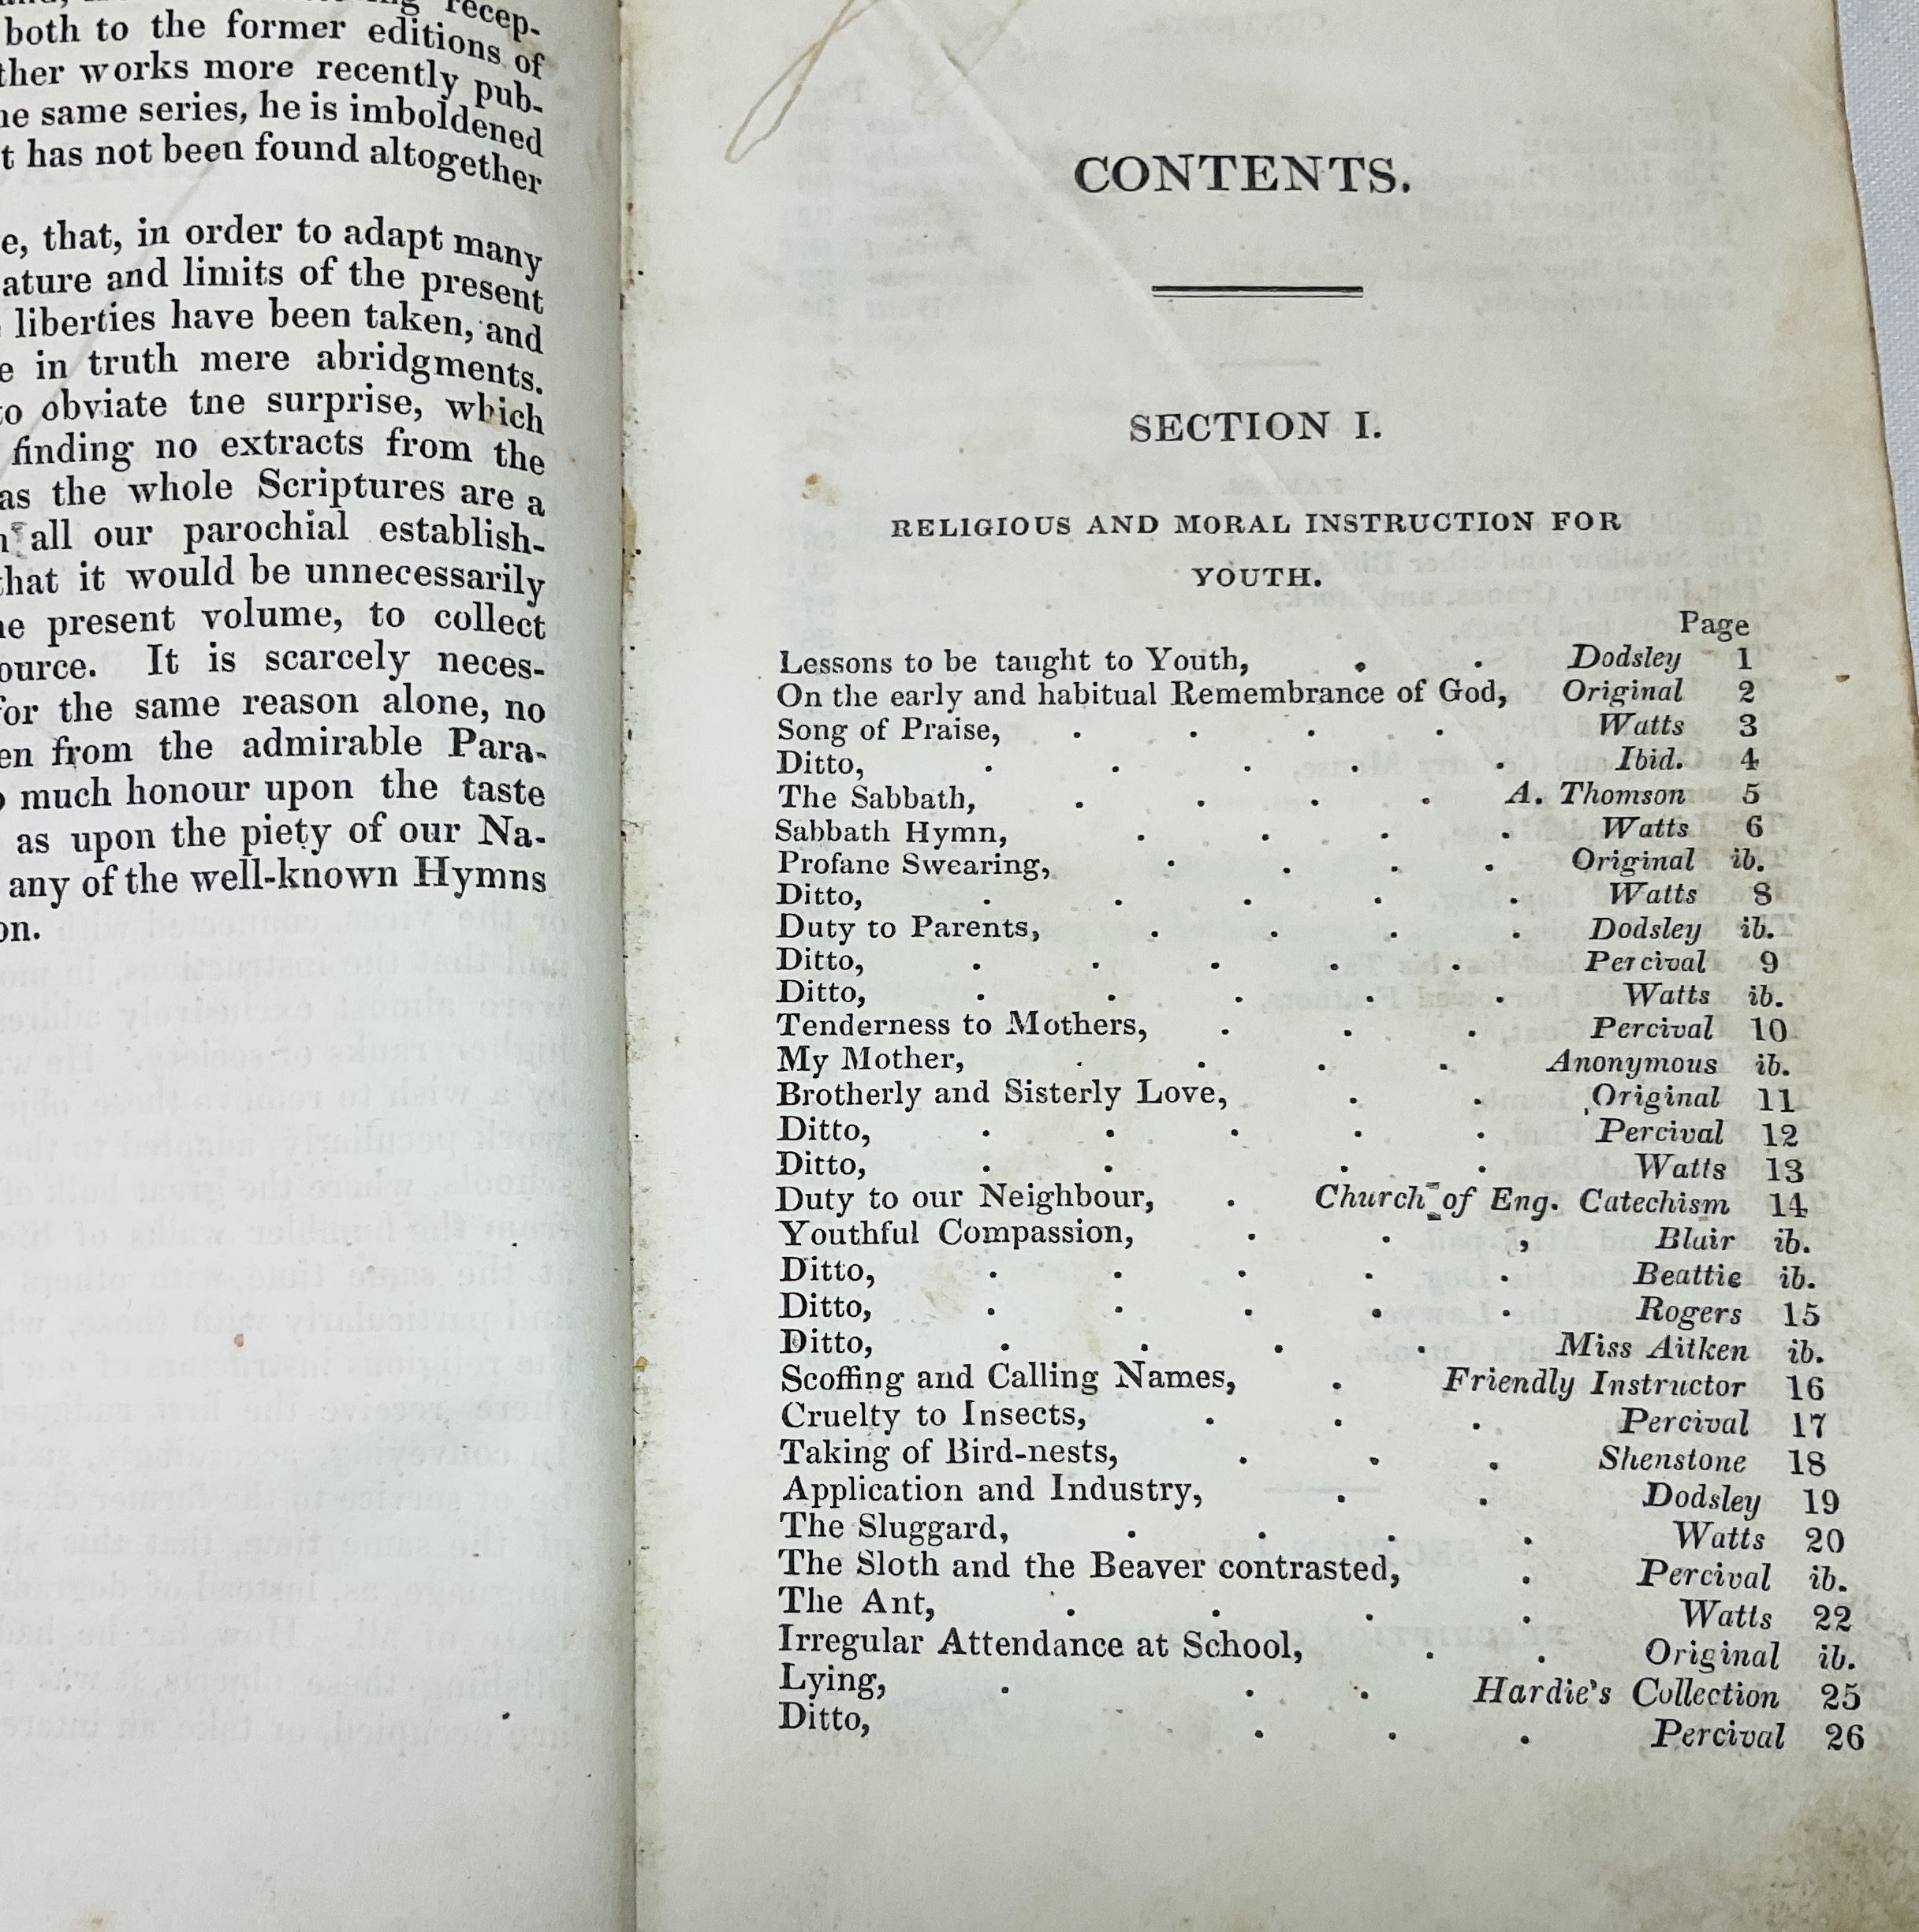 recep-
both to the former editions of
ther works more recently pub-
he same series, he is imboldened
t has not been found altogether
e, that, in order to adapt many
ature and limits of the present
liberties have been taken, and
e in truth mere abridgments.
to obviate tne surprise, which
finding no extracts from the
as the whole Scriptures are a
all our parochial establish-
that it would be unnecessarily
he present volume, to collect
ource. It is scarcely neces-
for the same reason alone, no
en from the admirable Para-
much honour upon the taste
as upon the piety of our Na-
any of the well-known Hymns
on.
CONTENTS.
SECTION I.
RELIGIOUS AND MORAL INSTRUCTION FOR
YOUTH.
Page
Lessons to be taught to Youth, . . Dodsley 1
On the early and habitual Remembrance of God, Original 2
Song of Praise, . . . . Watts 3
Ditto, . . . . . Ibid. 4
The Sabbath, . . . . A. Thomson 5
Sabbath Hymn, . . . . Watts 6
Profane Swearing, . . . . Original ib.
Ditto, . . . . . Watts 8
Duty to Parents, . . . . Dodsley ib.
Ditto, . . . . . Percival 9
Ditto, . . . . . Watts ib.
Tenderness to Mothers, . . . Percival 10
My Mother, . . . . Anonymous ib.
Brotherly and Sisterly Love, . . Original 11
Ditto, . . . . . Percival 12
Ditto, . . . . Watts 13
Duty to our Neighbour, . Church of Eng. Catechism 14
Youthful Compassion, . . , Blair ib.
Ditto, . . . . . Beattie ib.
Ditto, . . . . . Rogers 15
Ditto, . . . . Miss Aitken ib.
Scoffing and Calling Names, . Friendly Instructor 16
Cruelty to Insects, . . . Percival 17
Taking of Bird-nests, . . . Shenstone 18
Application and Industry, . . Dodsley 19
The Sluggard, . . . . Watts 20
The Sloth and the Beaver contrasted, . Percival ib.
The Ant, . . . . Watts 22
Irregular Attendance at School, . . Original ib.
Lying, . . . Hardie's Collection 25
Ditto, . . . Percival 26